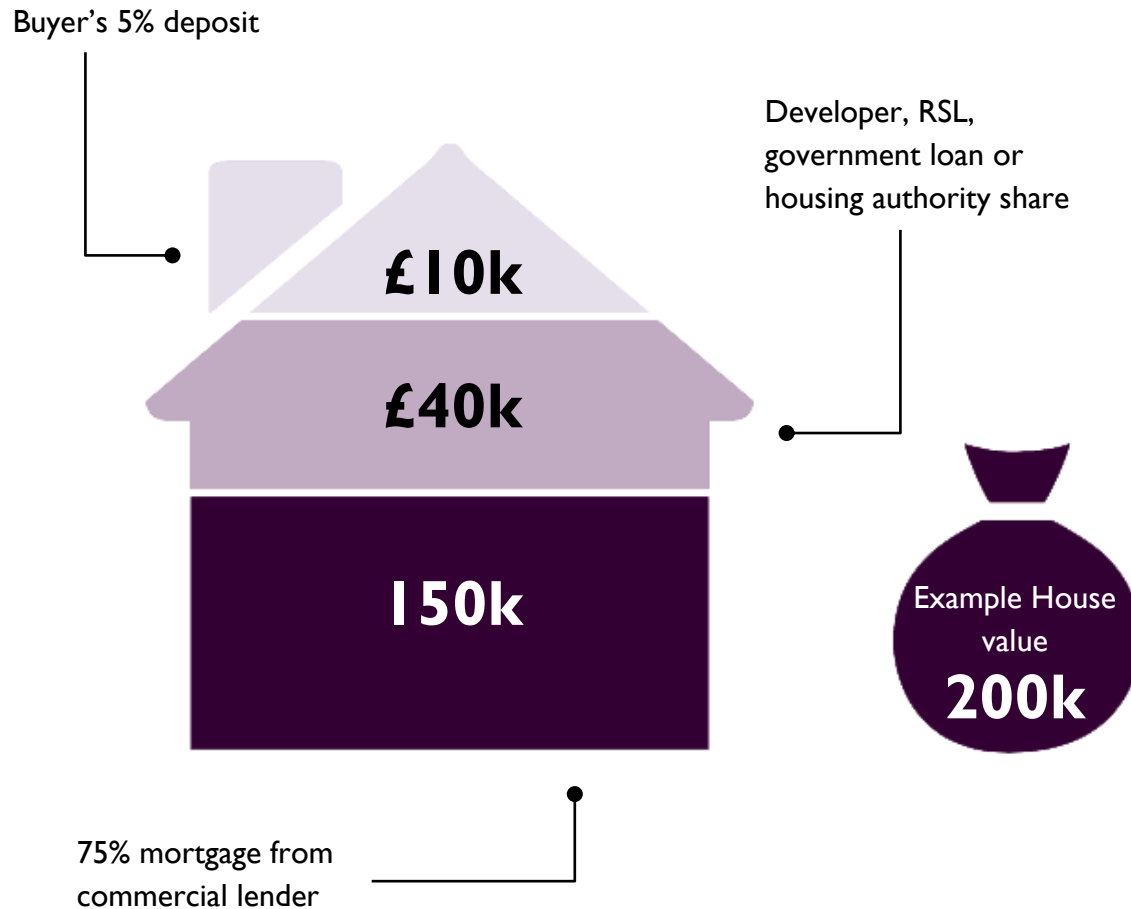 Buyer’s 5% deposit
Developer, RSL,
government loan or
housing authority share
£10k
£40k
150k
Example House
value
200k
75% mortgage from
commercial lender